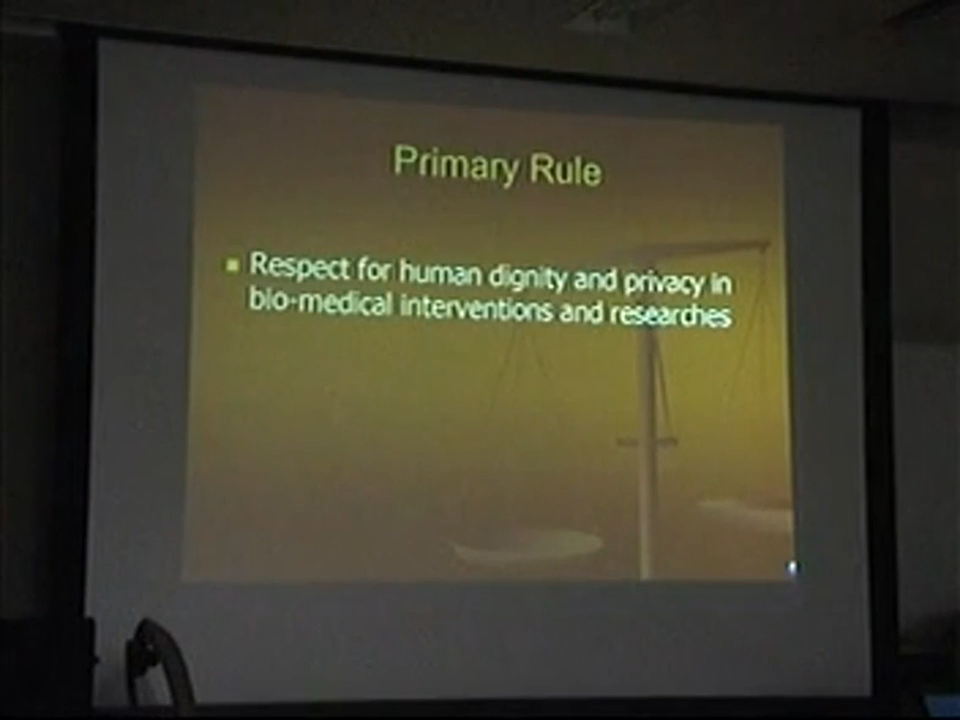 Primary Rule
Respect for human dignity and privacy in
bio-medical interventions and researches